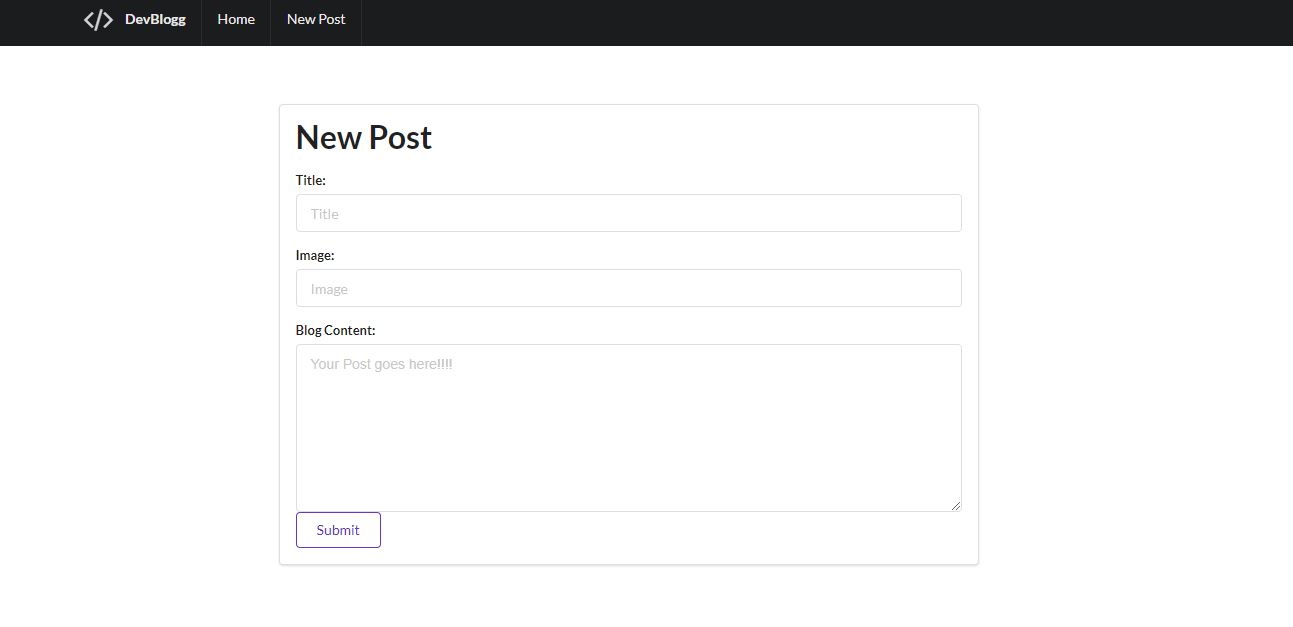 DevBlogg Home New Post
New Post
Title:
Title
Image:
Image
Blog Content:
Your Post goes here!!!!
Submit